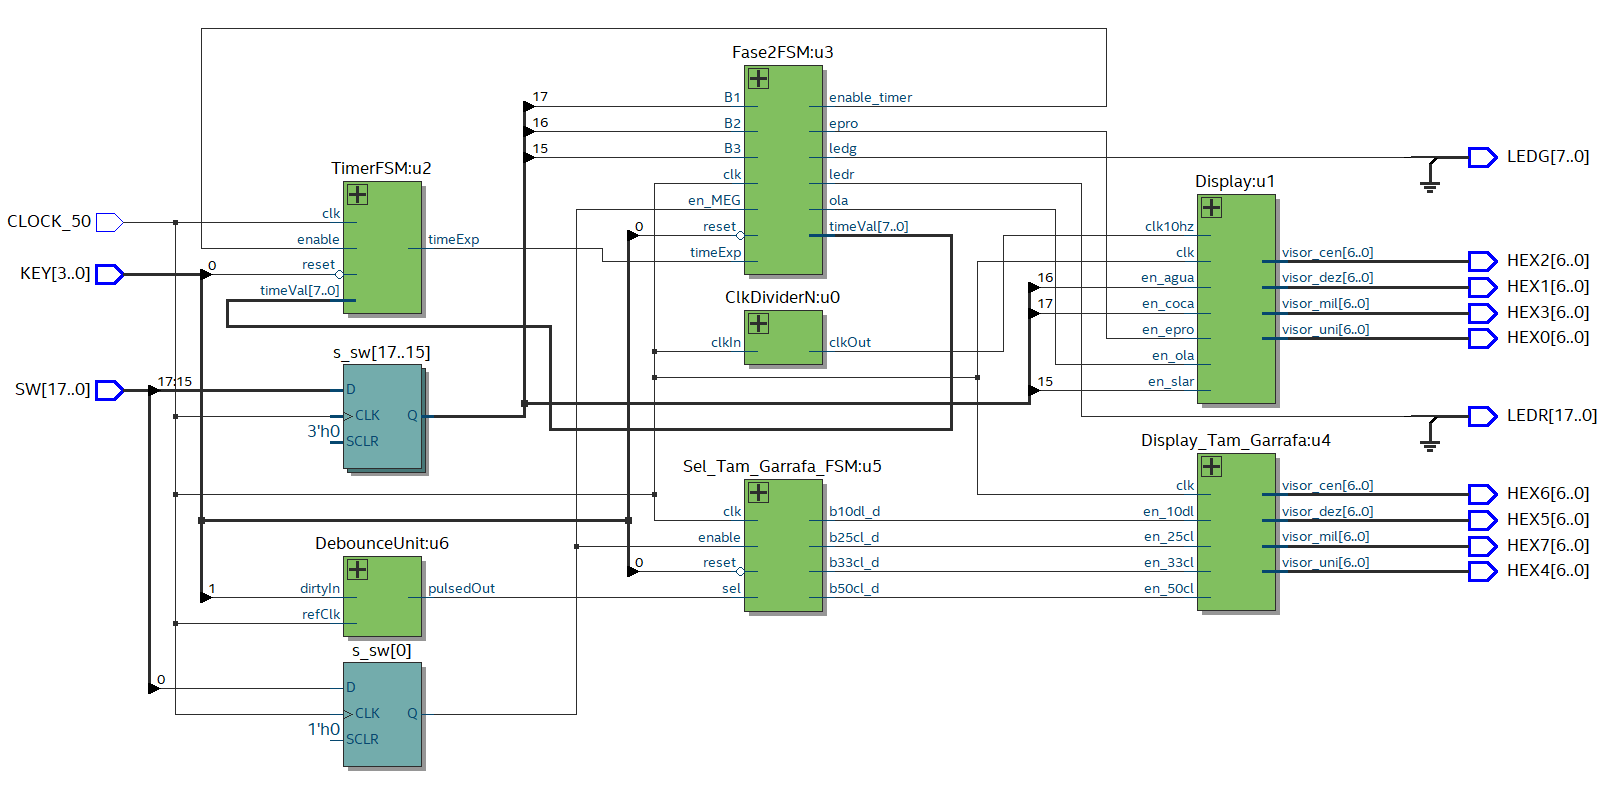 Fase2FSM:u3
17 B1 enable_timer
16 B2 epro
15 B3 ledg LEDG[7..0]
TimerFSM:u2 clk ledr Display:u1
CLOCK_50 clk en_MEG ola
enable timeExp 0 reset timeVal[7..0] clk10hz
KEY[3..0] 0 reset timeExp clk visor_cen[6..0] HEX2[6..0]
timeVal[7..0] ClkDividerN:u0 16 en_agua visor_dez[6..0] HEX1[6..0]
17 en_coca visor_mil[6..0] HEX3[6..0]
s_sw[17..15] clkIn clkOut en_epro visor_uni[6..0] HEX0[6..0]
en_ola
SW[17..0] 17:15 D 15 en_slar
CLK Q LEDR[17..0]
3'h0 SCLR Display_Tam_Garrafa:u4
Sel_Tam_Garrafa_FSM:u5
clk visor_cen[6..0] HEX6[6..0]
clk b10dl_d en_10dl visor_dez[6..0] HEX5[6..0]
DebounceUnit:u6 enable b25cl_d en_25cl visor_mil[6..0] HEX7[6..0]
0 reset b33cl_d en_33cl visor_uni[6..0] HEX4[6..0]
1 dirtyIn pulsedOut sel b50cl_d en_50cl
refClk
s_sw[0]
0 D
CLK Q
1'h0 SCLR